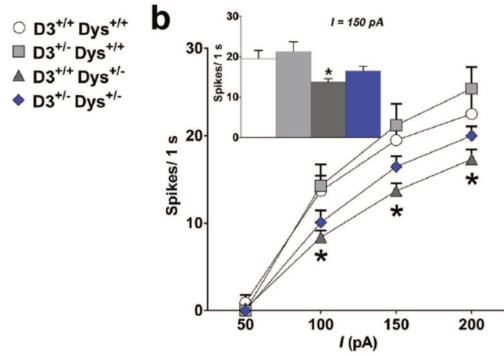 D3+/+ Dys+/+
D3+/- Dys+/+
D3+/+ Dys+/-
D3+/- Dys+/-
b
I = 150 pA
30
20
10
0
Spikes/ 1 s
*
Spikes/ 1 s
30
20
10
0
* * *
50 100 150 200
I (pA)